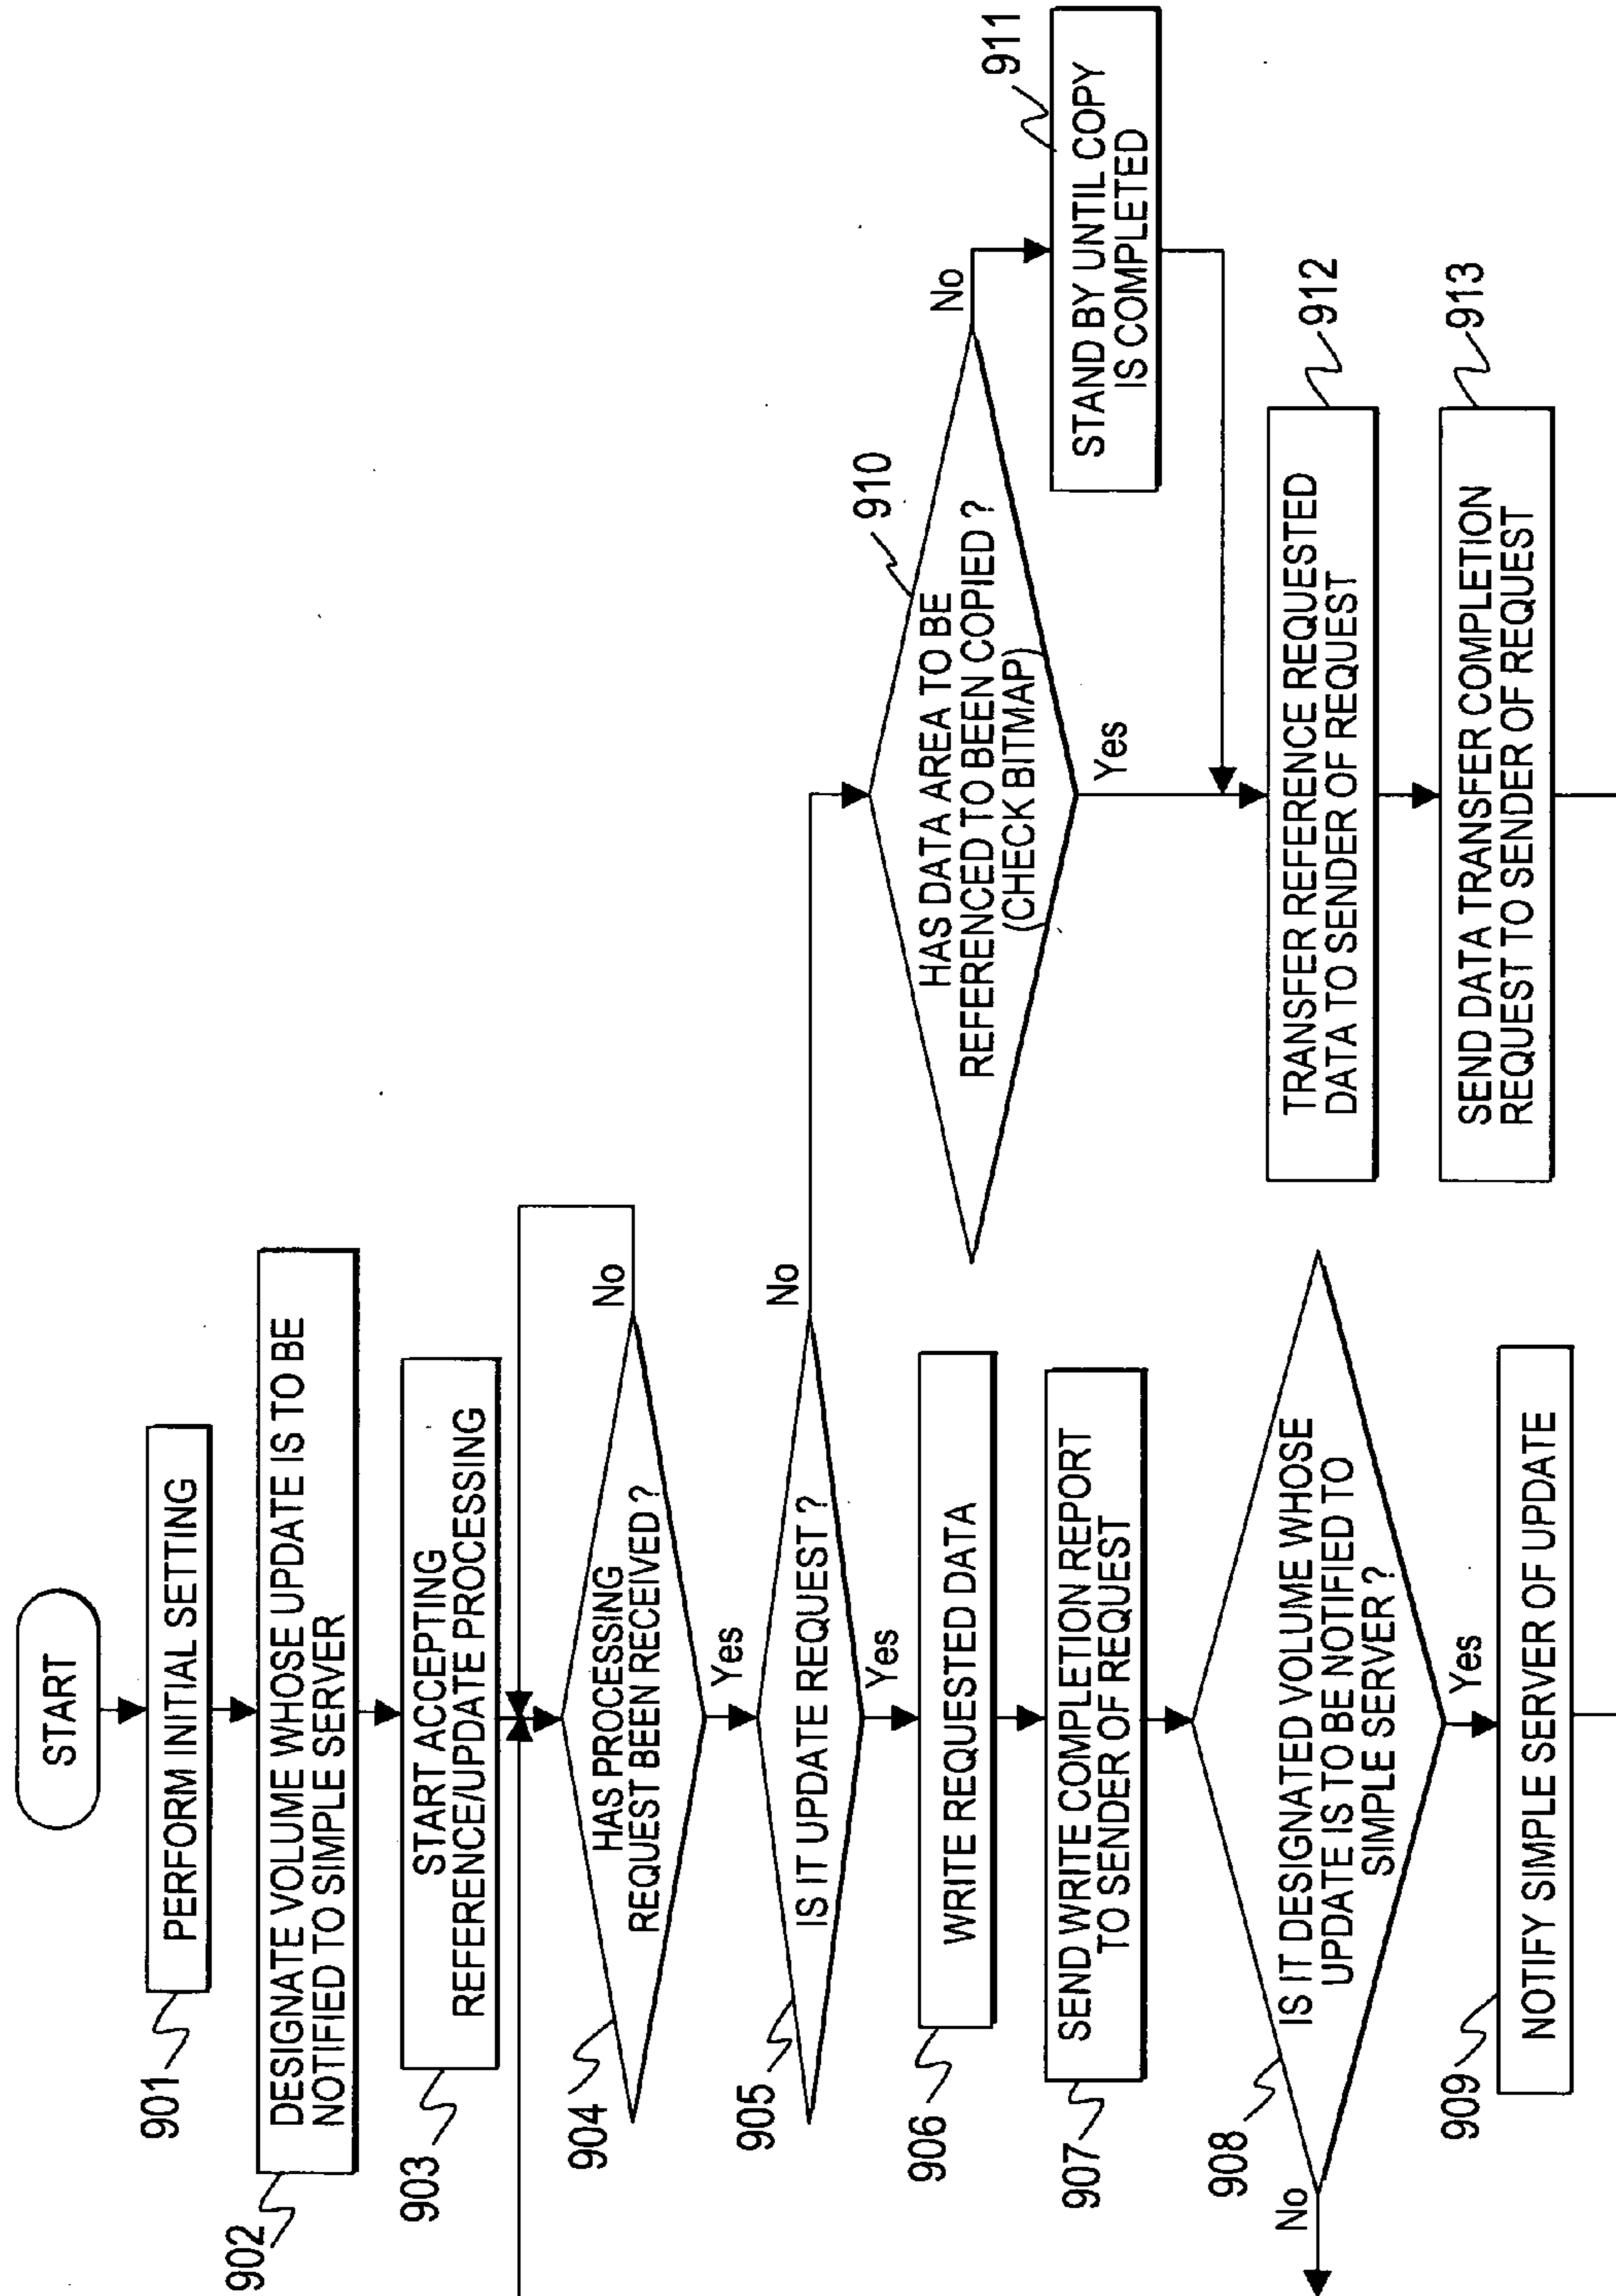 START
901
PERFORM INITIAL SETTING
902
DESIGNATE VOLUME WHOSE UPDATE IS TO BE
NOTIFIED TO SIMPLE SERVER
903
START ACCEPTING
REFERENCE/UPDATE PROCESSING
904
HAS PROCESSING
REQUEST BEEN RECEIVED ?
No
Yes
905
IS IT UPDATE REQUEST ?
No
Yes
906
WRITE REQUESTED DATA
907
SEND WRITE COMPLETION REPORT
TO SENDER OF REQUEST
908
IS IT DESIGNATED VOLUME WHOSE
UPDATE IS TO BE NOTIFIED TO
SIMPLE SERVER ?
No
Yes
909
NOTIFY SIMPLE SERVER OF UPDATE
910
HAS DATA AREA TO BE
REFERENCED TO BEEN COPIED ?
(CHECK BITMAP)
No
Yes
911
STAND BY UNTIL COPY
IS COMPLETED
912
TRANSFER REFERENCE REQUESTED
DATA TO SENDER OF REQUEST
913
SEND DATA TRANSFER COMPLETION
REQUEST TO SENDER OF REQUEST